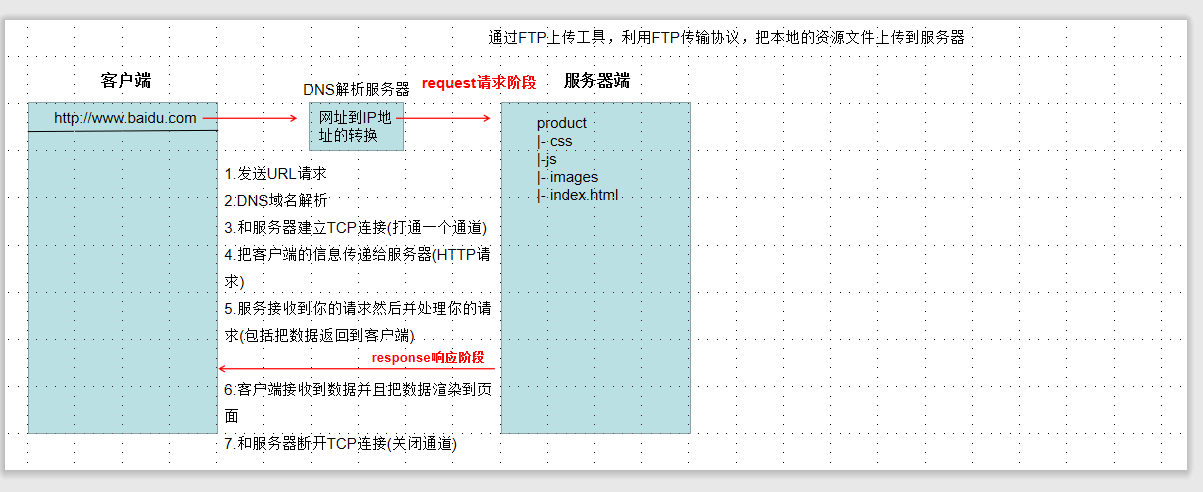 通过FTP上传工具，利用FTP传输协议，把本地的资源文件上传到服务器
客户端
DNS解析服务器
request请求阶段
服务器端
http://www.baidu.com
网址到IP地
址的转换
product
|- css
|-js
|- images
|- index.html
1.发送URL请求
2.DNS域名解析
3.和服务器建立TCP连接(打通一个通道)
4.把客户端的信息传递给服务器(HTTP请
求)
5.服务接收到你的请求然后并处理你的请
求(包括把数据返回到客户端)
response响应阶段
6.客户端接收到数据并且把数据渲染到页
面
7.和服务器断开TCP连接(关闭通道)